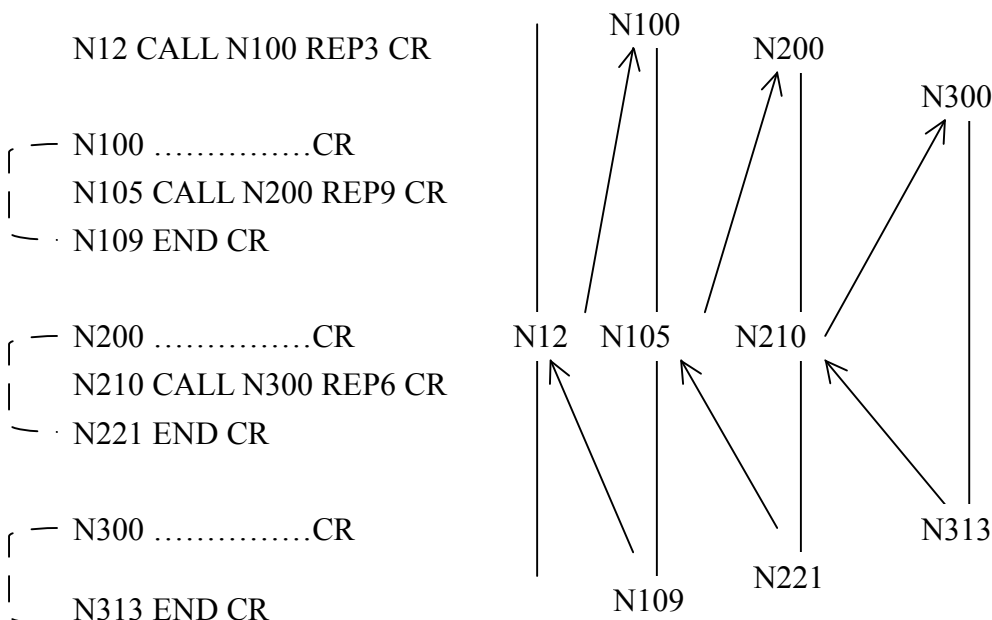 N12 CALL N100 REP3 CR
N100 ……………CR
N105 CALL N200 REP9 CR
N109 END CR
N200 ……………CR
N210 CALL N300 REP6 CR
N221 END CR
N300 ……………CR
N313 END CR
N100
N200
N300
N12 N105 N210
N313
N221
N109